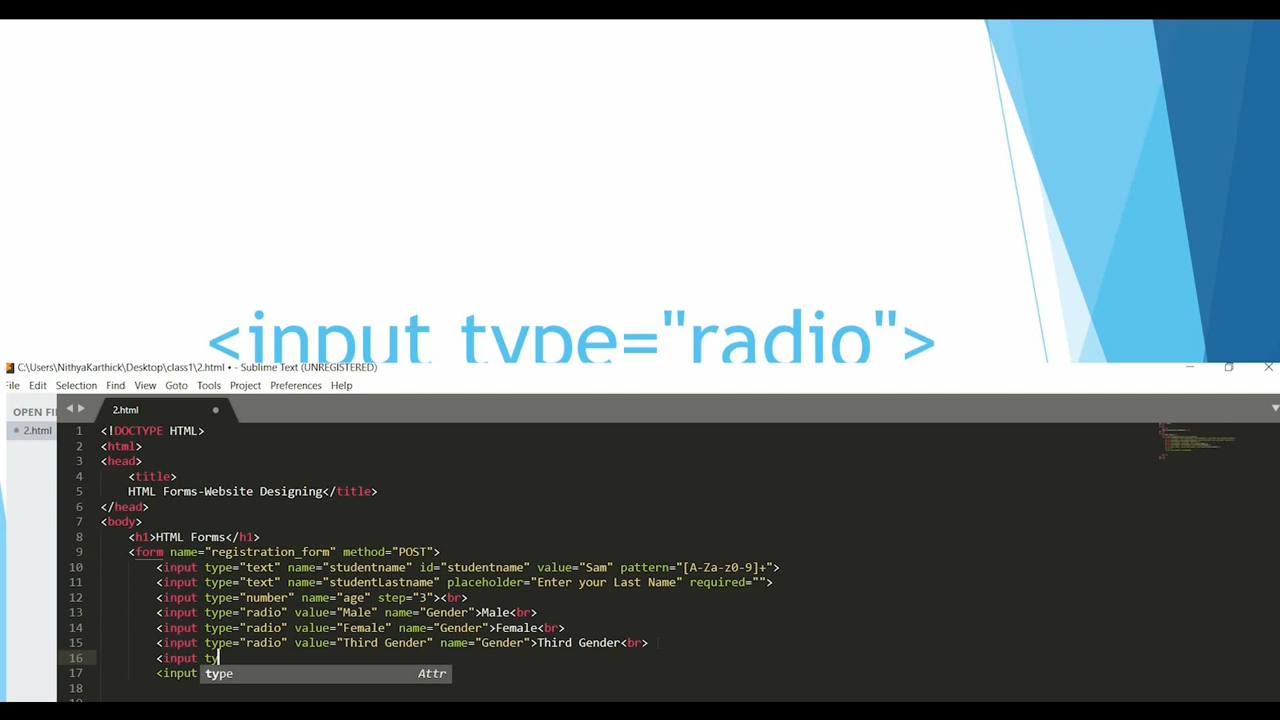 <input type="radio">
C:\Users\NithyaKarthick\Desktop\class1\2.html • - Sublime Text (UNREGISTERED)
File Edit Selection Find View Goto Tools Project Preferences Help
OPEN FI
2.html
2.html
1 <!DOCTYPE HTML>
2 <html>
3 <head>
4 <title>
5 HTML Forms-Website Designing</title>
6 </head>
7 <body>
8 <h1>HTML Forms</h1>
9 <form name="registration_form" method="POST">
10 <input type="text" name="studentname" id="studentname" value="Sam" pattern="[A-Za-z0-9]+">
11 <input type="text" name="studentLastname" placeholder="Enter your Last Name" required="">
12 <input type="number" name="age" step="3"><br>
13 <input type="radio" value="Male" name="Gender">Male<br>
14 <input type="radio" value="Female" name="Gender">Female<br>
15 <input type="radio" value="Third Gender" name="Gender">Third Gender<br>
16 <input ty
17 <input
type Attr
18